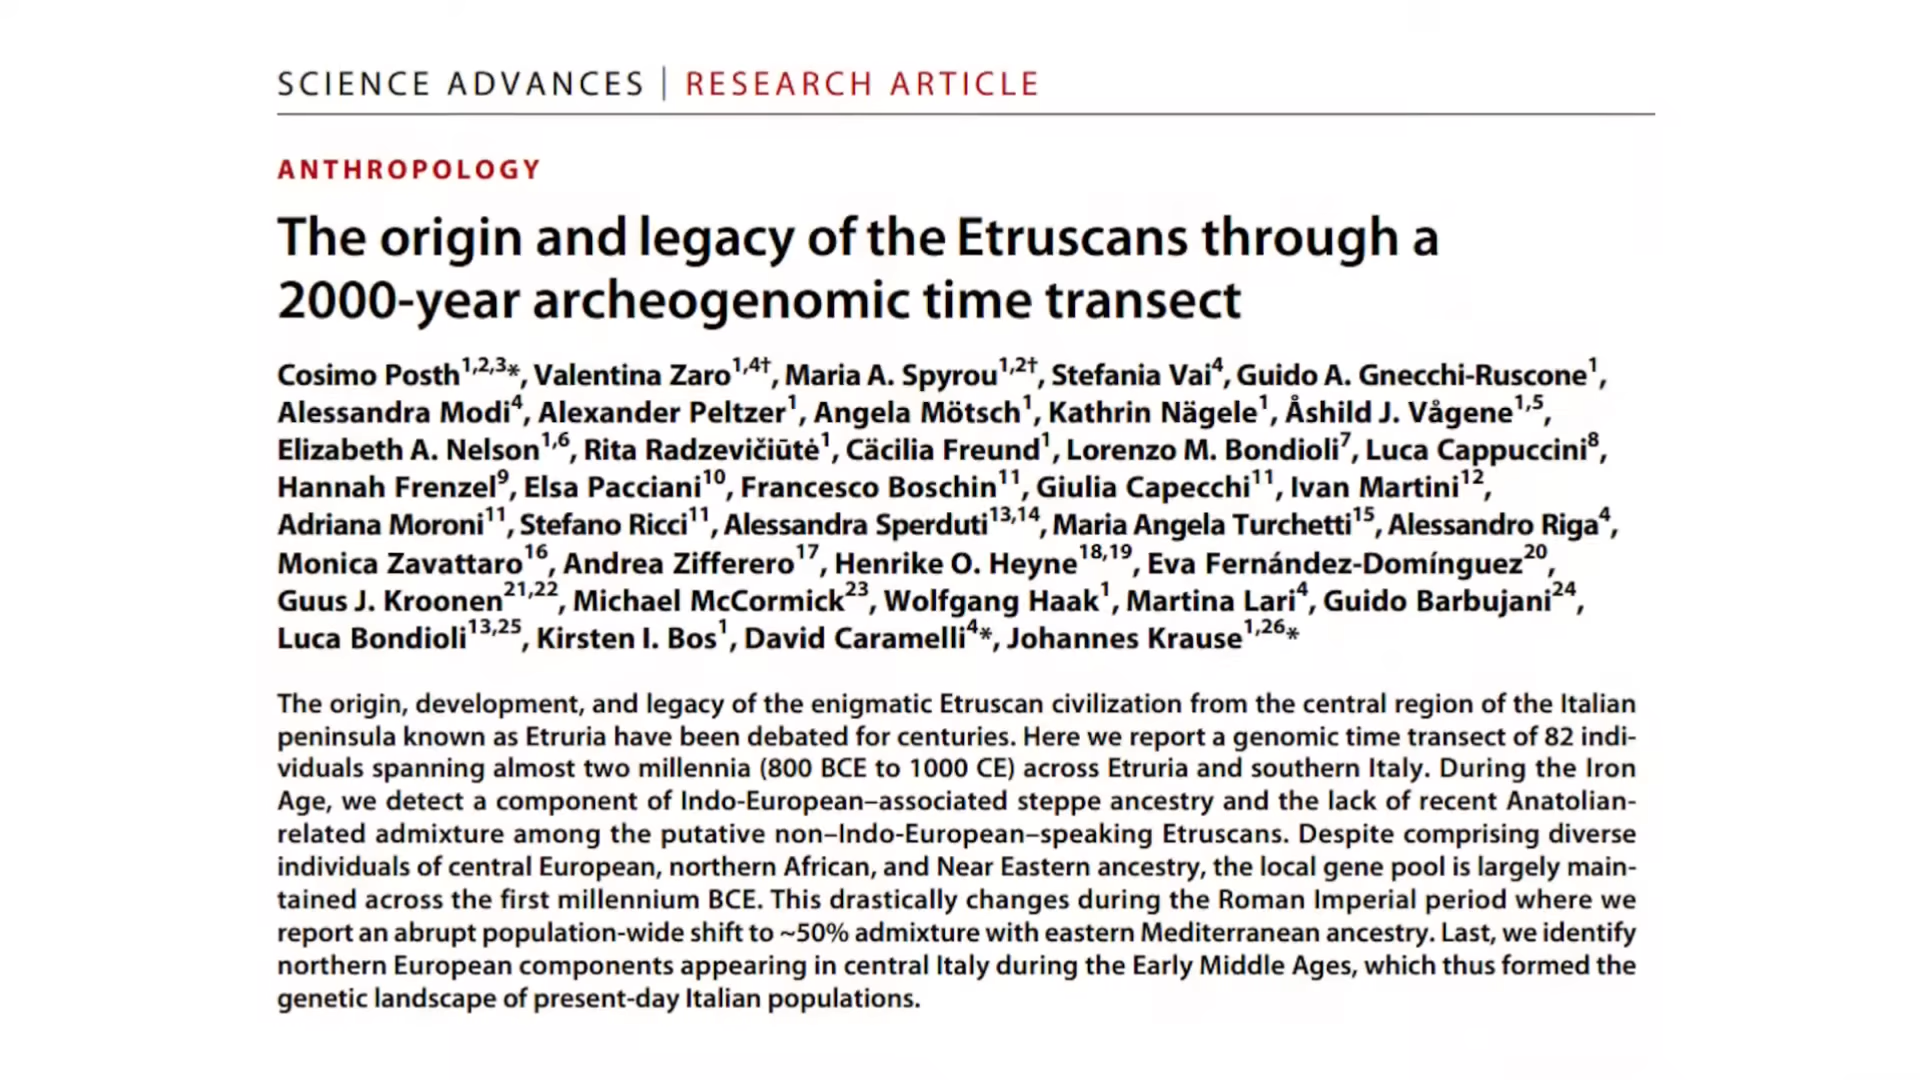 SCIENCE ADVANCES | RESEARCH ARTICLE
ANTHROPOLOGY
The origin and legacy of the Etruscans through a
2000-year archeogenomic time transect
Cosimo Posth1,2,3*, Valentina Zaro1,4†, Maria A. Spyrou1,2†, Stefania Vai4, Guido A. Gnecchi-Ruscone1,
Alessandra Modi4, Alexander Peltzer1, Angela Mötsch1, Kathrin Nägele1, Åshild J. Vågene1,5,
Elizabeth A. Nelson1,6, Rita Radzevičiūtė1, Cäcilia Freund1, Lorenzo M. Bondioli7, Luca Cappuccini8,
Hannah Frenzel9, Elsa Pacciani10, Francesco Boschin11, Giulia Capecchi11, Ivan Martini12,
Adriana Moroni11, Stefano Ricci11, Alessandra Sperduti13,14, Maria Angela Turchetti15, Alessandro Riga4,
Monica Zavattaro16, Andrea Zifferero17, Henrike O. Heyne18,19, Eva Fernández-Domínguez20,
Guus J. Kroonen21,22, Michael McCormick23, Wolfgang Haak1, Martina Lari4, Guido Barbujani24,
Luca Bondioli13,25, Kirsten I. Bos1, David Caramelli4*, Johannes Krause1,26*
The origin, development, and legacy of the enigmatic Etruscan civilization from the central region of the Italian
peninsula known as Etruria have been debated for centuries. Here we report a genomic time transect of 82 indi-
viduals spanning almost two millennia (800 BCE to 1000 CE) across Etruria and southern Italy. During the Iron
Age, we detect a component of Indo-European–associated steppe ancestry and the lack of recent Anatolian-
related admixture among the putative non–Indo-European–speaking Etruscans. Despite comprising diverse
individuals of central European, northern African, and Near Eastern ancestry, the local gene pool is largely main-
tained across the first millennium BCE. This drastically changes during the Roman Imperial period where we
report an abrupt population-wide shift to ~50% admixture with eastern Mediterranean ancestry. Last, we identify
northern European components appearing in central Italy during the Early Middle Ages, which thus formed the
genetic landscape of present-day Italian populations.